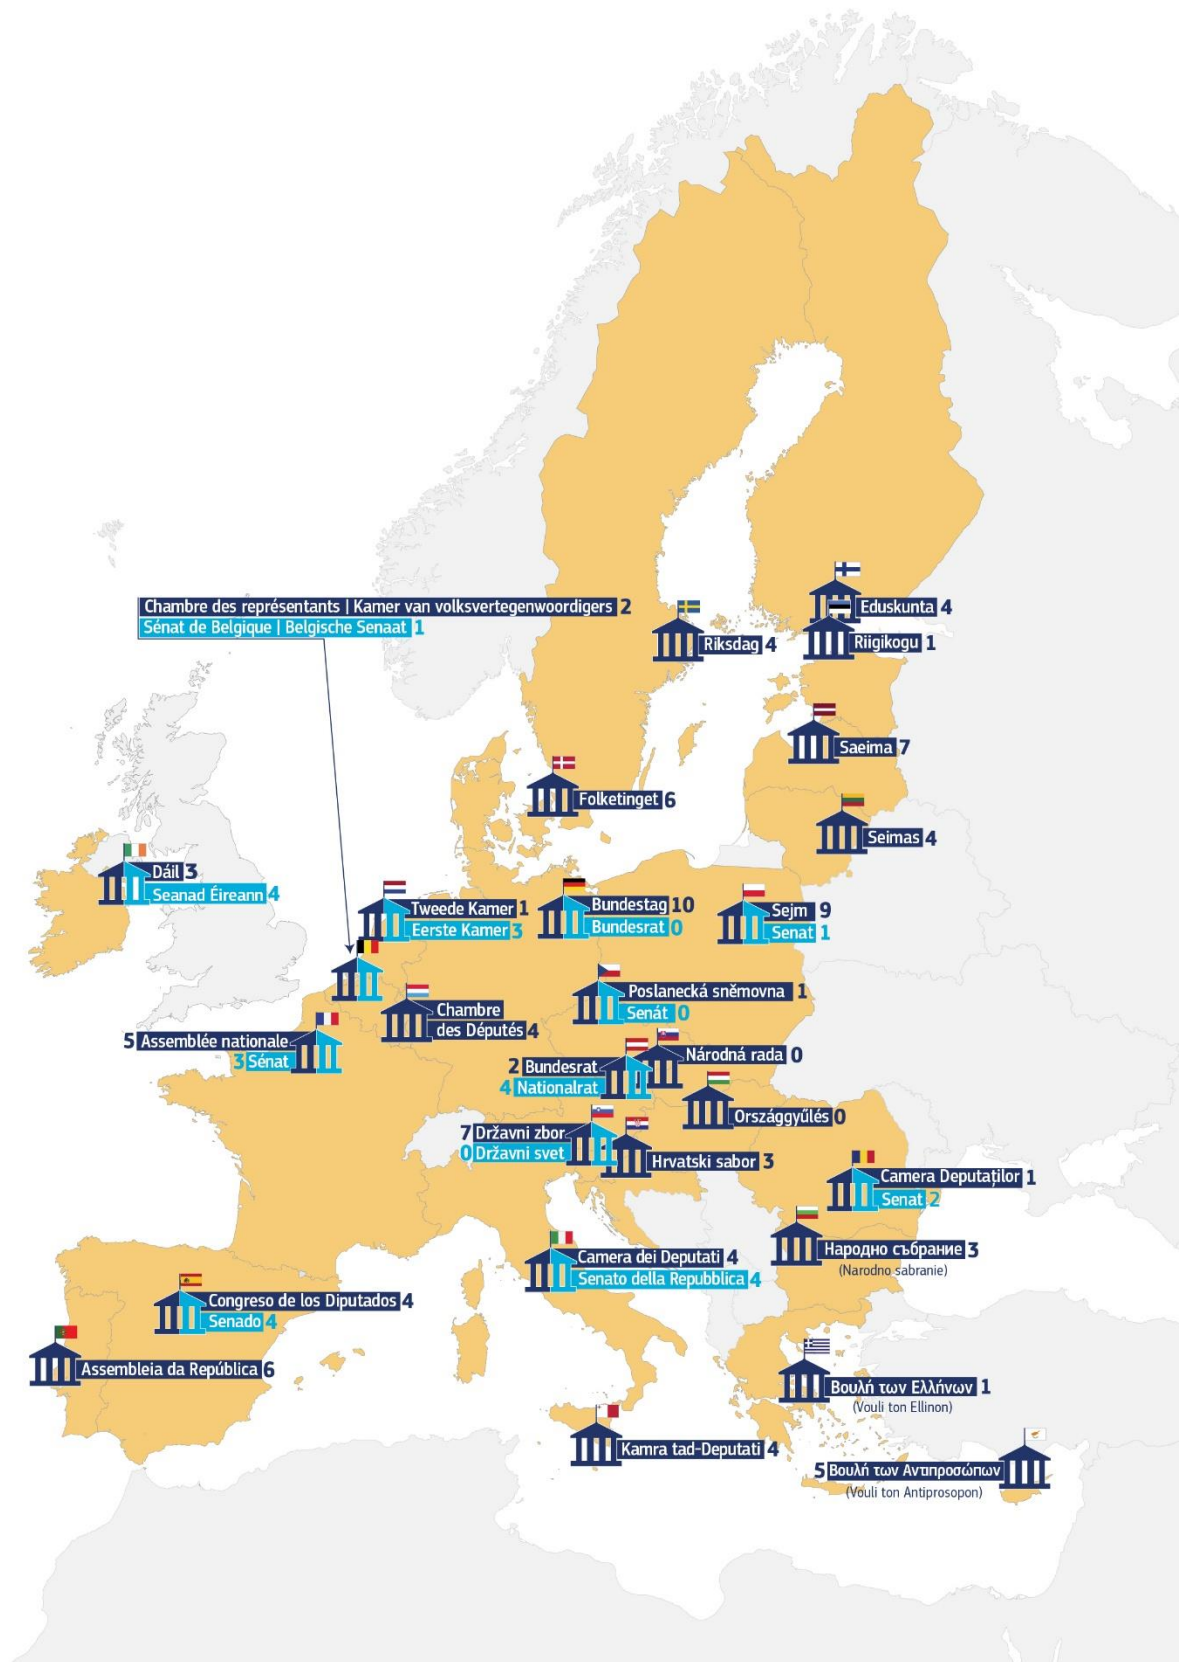 Chambre des représentants | Kamer van volksvertegenwoordigers 2
Sénat de Belgique | Belgische Senaat 1
Eduskunta 4
Riksdag 4
Riigikogu 1
Saeima 7
Folketinget 6
Seimas 4
Dáil 3
Seanad Éireann 4
Tweede Kamer 1
Eerste Kamer 3
Bundestag 10
Bundesrat 0
Sejm 9
Senat 1
Poslanecká sněmovna 1
Senát 0
Chambre
des Députés 4
5 Assemblée nationale
3 Sénat
Národná rada 0
2 Bundesrat
4 Nationalrat
Országgyűlés 0
7 Državni zbor
0 Državni svet
Hrvatski sabor 3
Camera Deputaților 1
Senat 2
Народно събрание 3
(Narodno sabranie)
Camera dei Deputati 4
Senato della Repubblica 4
Congreso de los Diputados 4
Senado 4
Assembleia da República 6
Βουλή των Ελλήνων 1
(Vouli ton Ellinon)
Kamra tad-Deputati 4
5 Βουλή των Αντιπροσώπων
(Vouli ton Antiprosopon)